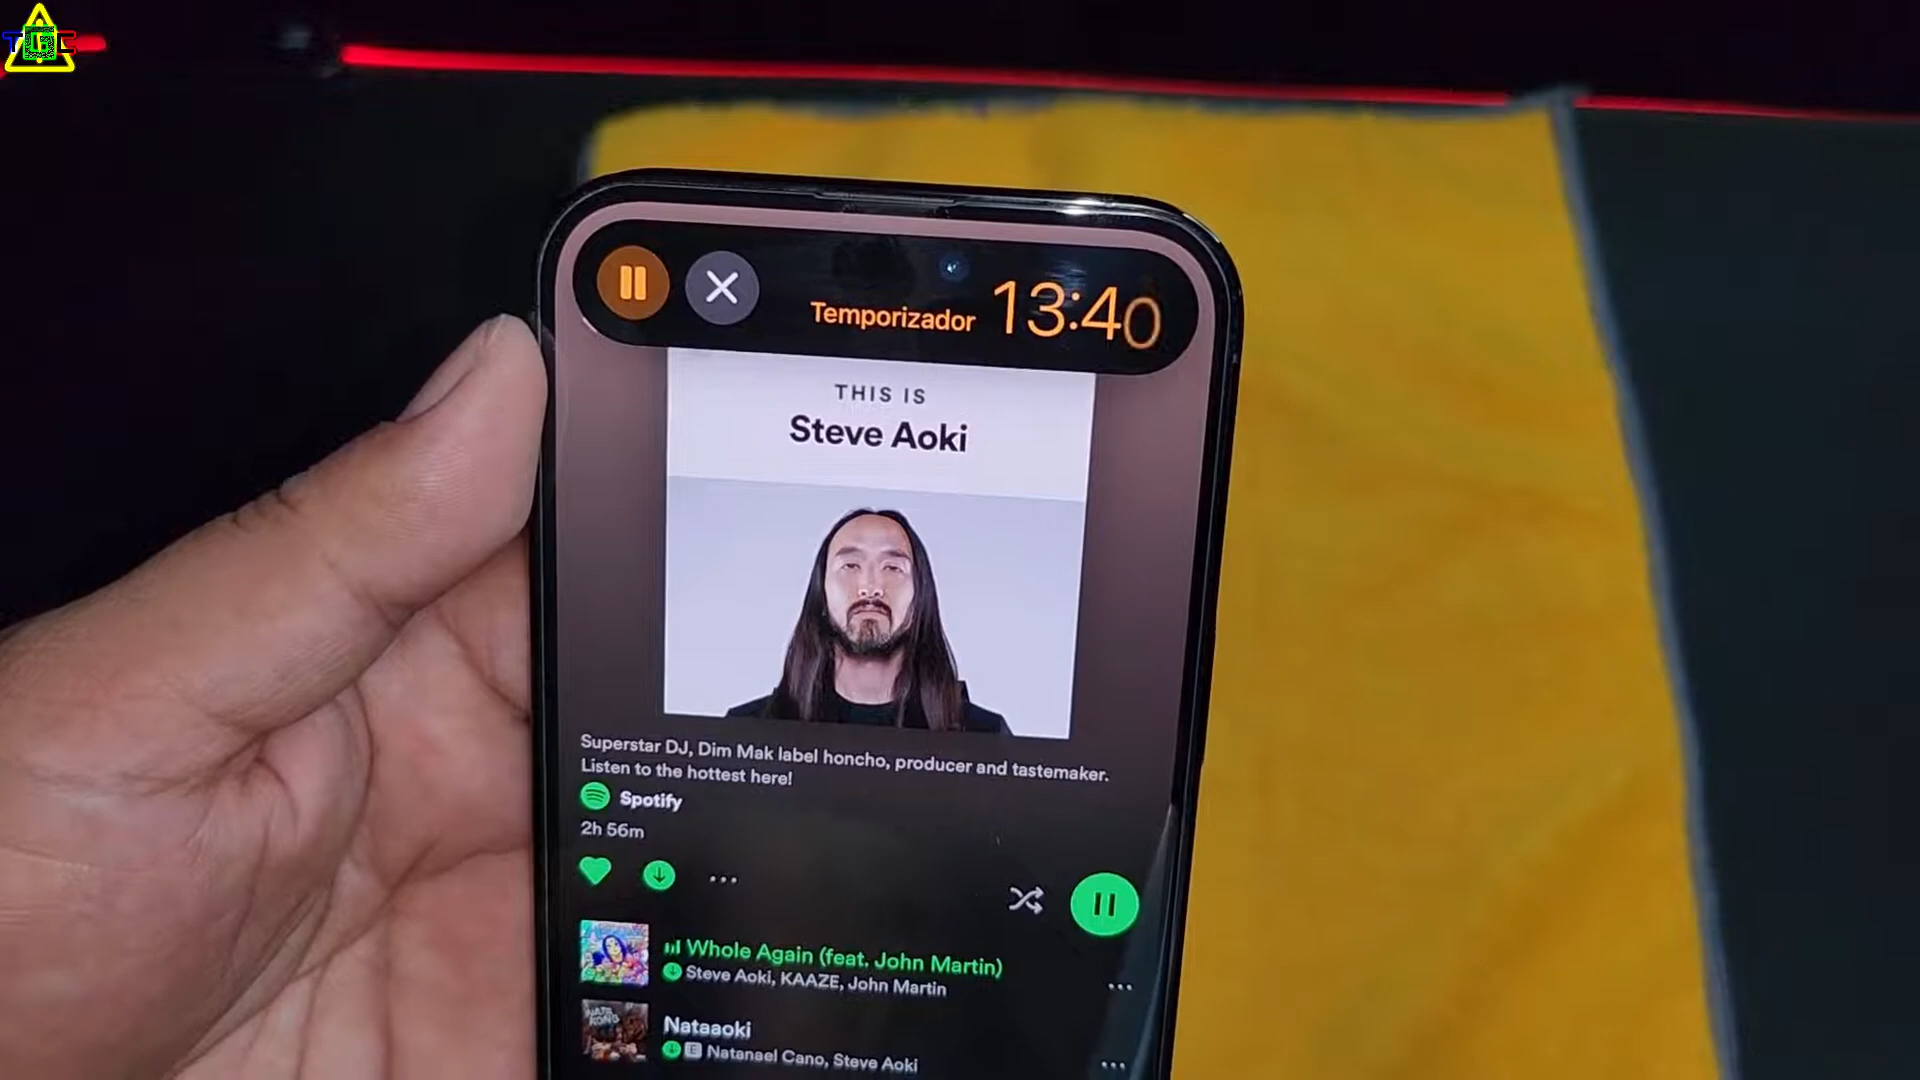 Temporizador 13:40
THIS IS
Steve Aoki
Superstar DJ, Dim Mak label honcho, producer and tastemaker.
Listen to the hottest here!
Spotify
2h 56m
Whole Again (feat. John Martin)
Steve Aoki, KAAZE, John Martin
NATA
KONG
Nataaoki
E Natanael Cano, Steve Aoki